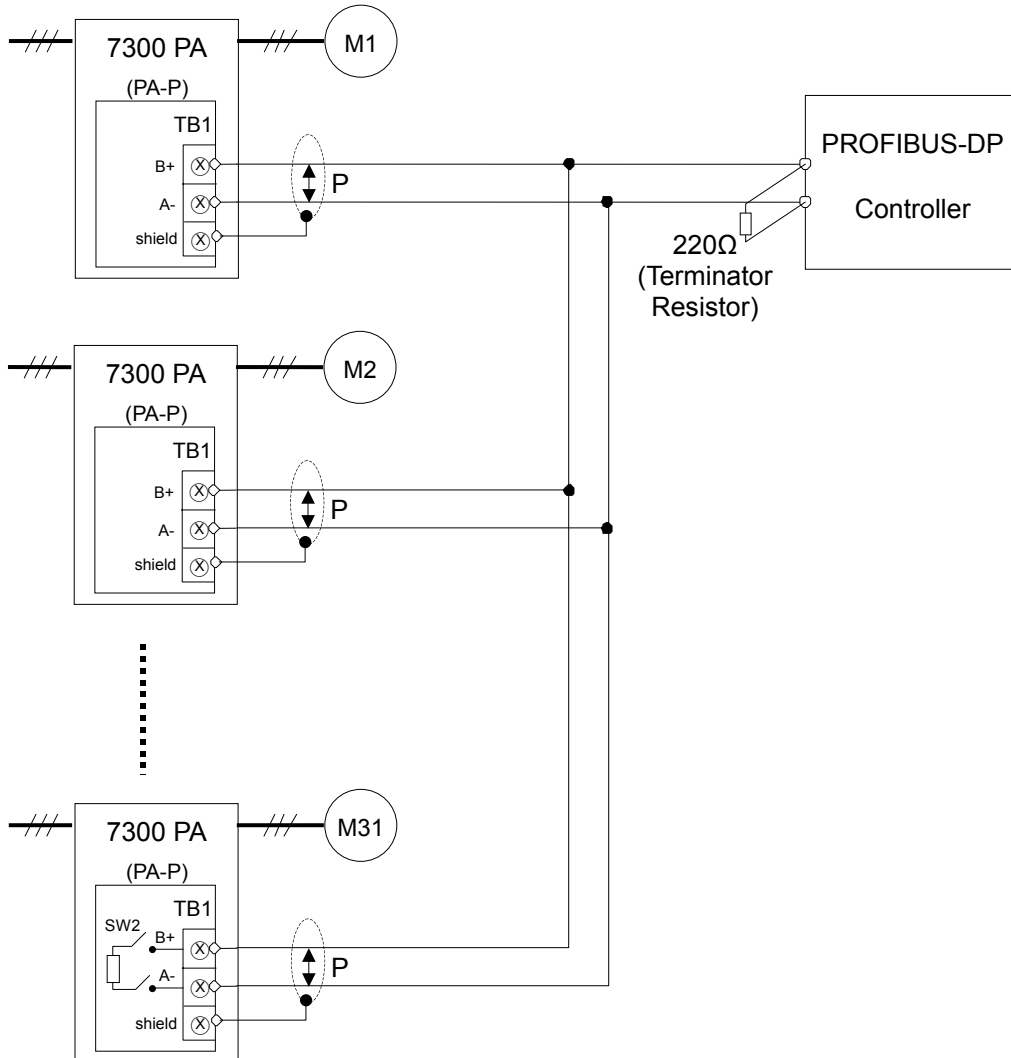 7300 PA
(PA-P)
TB1
B+
A-
shield
P
M1
PROFIBUS-DP
Controller
220Ω
(Terminator
Resistor)
7300 PA
(PA-P)
TB1
B+
A-
shield
P
M2
7300 PA
(PA-P)
TB1
SW2
B+
A-
shield
P
M31